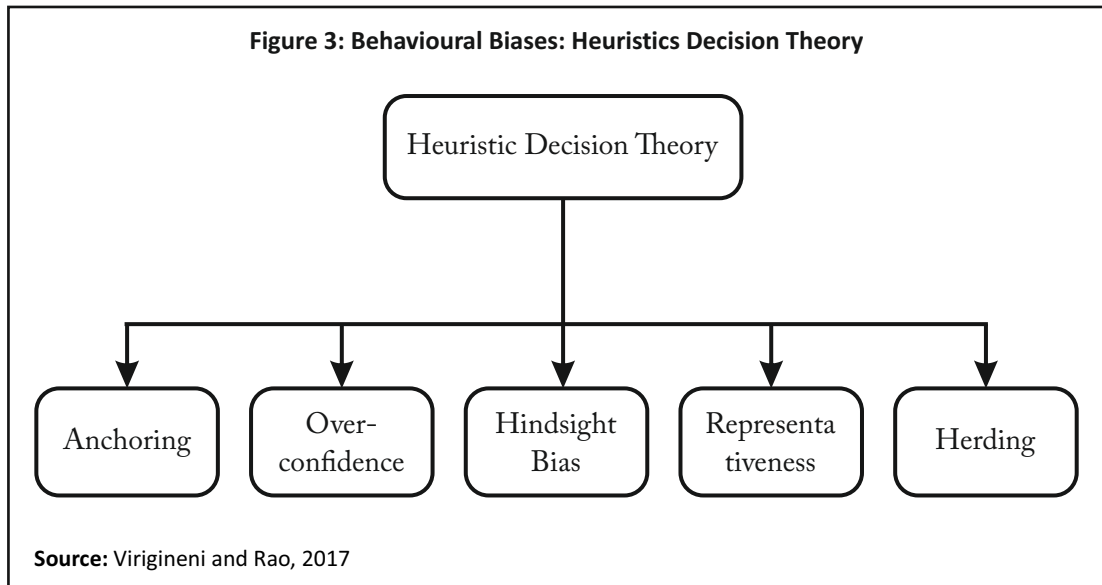 Figure 3: Behavioural Biases: Heuristics Decision Theory
Heuristic Decision Theory
Anchoring
Over-
confidence
Hindsight
Bias
Representa
tiveness
Herding
Source: Virigineni and Rao, 2017